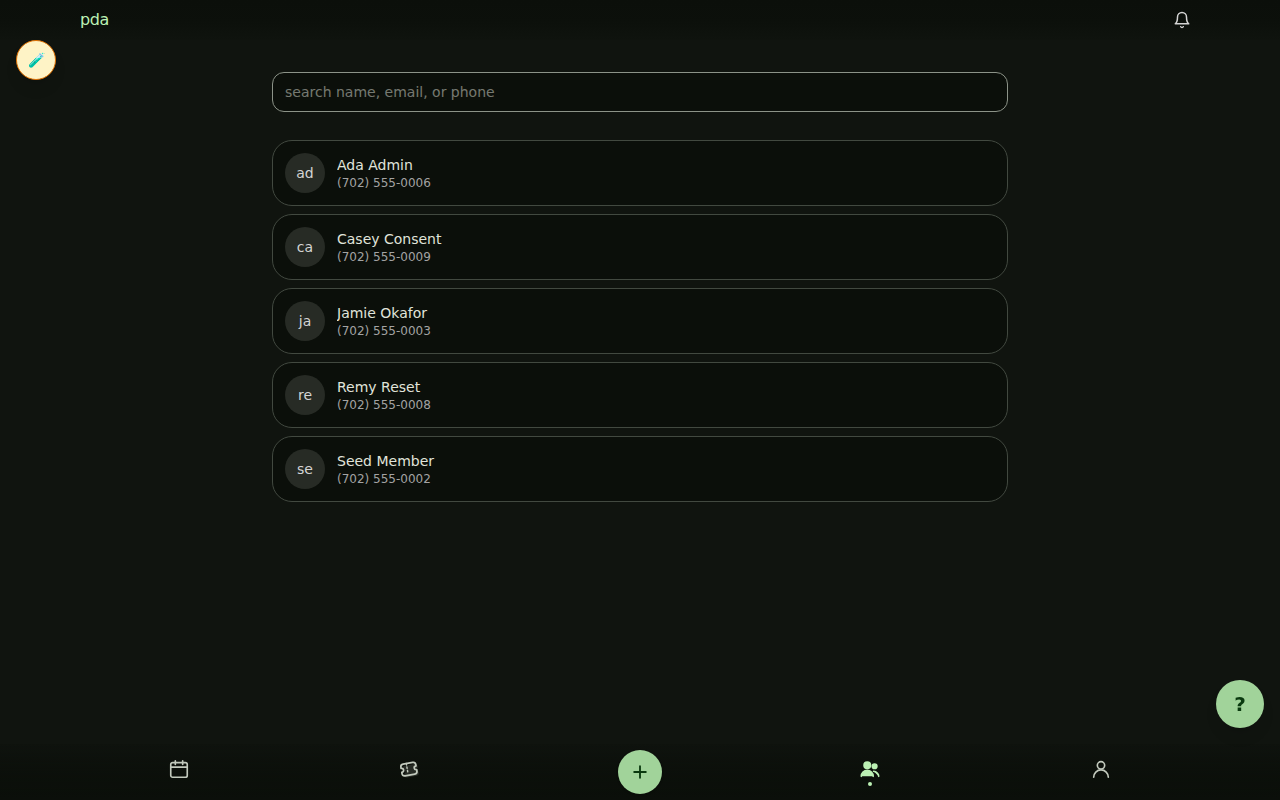 pda
search name, email, or phone
ad
Ada Admin
(702) 555-0006
ca
Casey Consent
(702) 555-0009
ja
Jamie Okafor
(702) 555-0003
re
Remy Reset
(702) 555-0008
se
Seed Member
(702) 555-0002
?